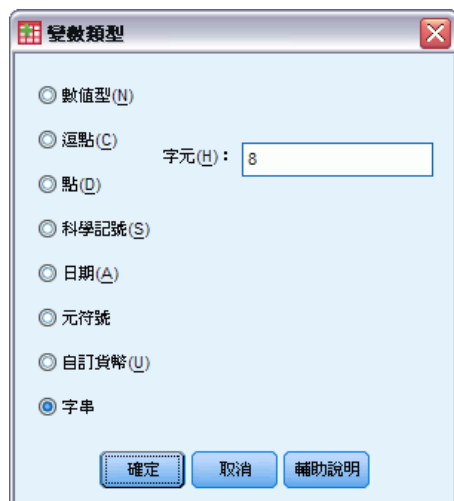 變數類型
數值型(N)
逗點(C)
字元(H)： 8
點(D)
科學記號(S)
日期(A)
元符號
自訂貨幣(U)
字串
確定 取消 輔助說明